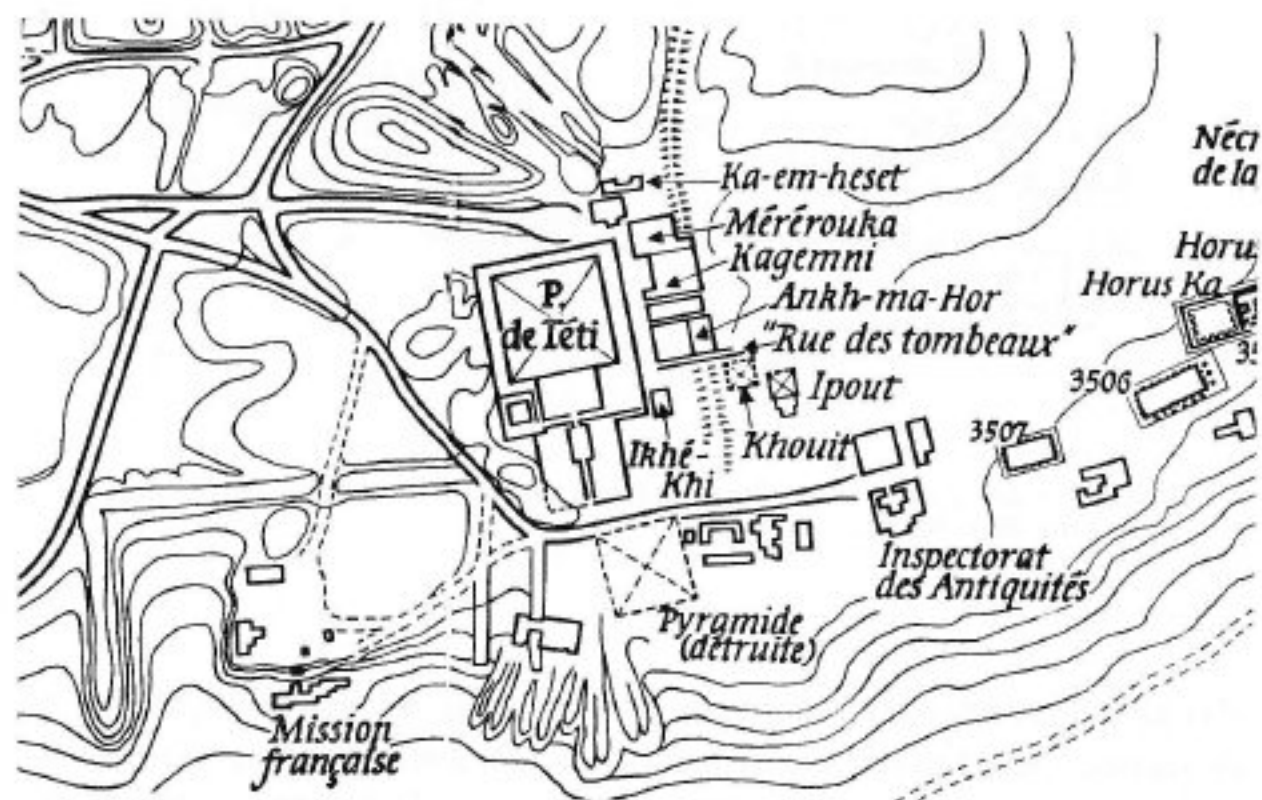 Nécr
de la
Ka-em-heset
Mérérouka
Kagemni
Horu
Horus Ka
P.
de Téti
Ankh-ma-Hor
"Rue des tombeaux"
3506
Ipout
3507
Khouit
Ikhé-
Khi
Inspectorat
des Antiquités
Pyramide
(détruite)
Mission
française